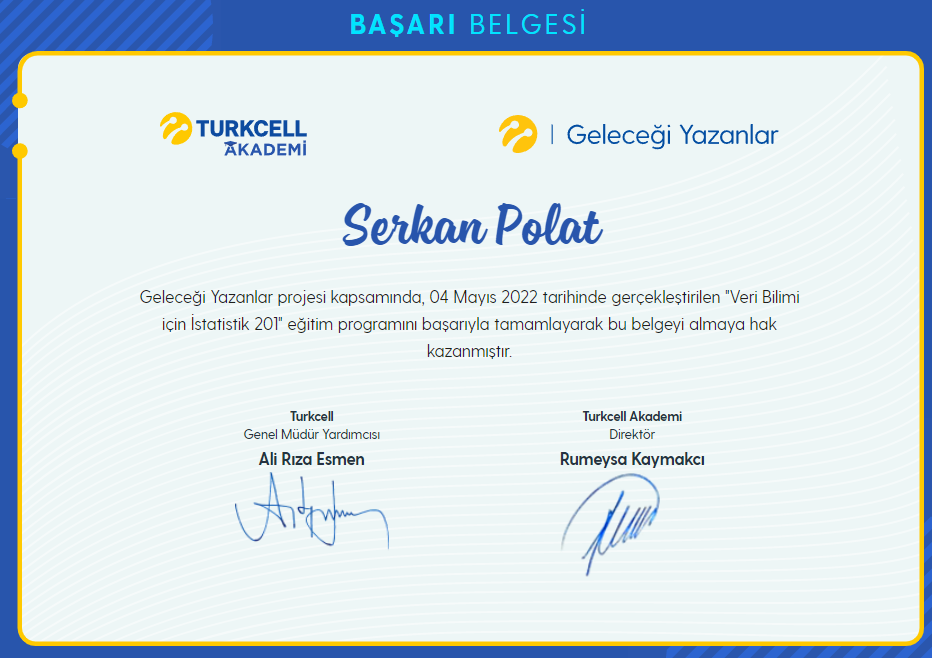 BAŞARI BELGESİ
TURKCELL
AKADEMİ
Geleceği Yazanlar
Serkan Polat
Geleceği Yazanlar projesi kapsamında, 04 Mayıs 2022 tarihinde gerçekleştirilen "Veri Bilimi
için İstatistik 201" eğitim programını başarıyla tamamlayarak bu belgeyi almaya hak
kazanmıştır.
Turkcell
Genel Müdür Yardımcısı
Ali Rıza Esmen
Turkcell Akademi
Direktör
Rumeysa Kaymakcı